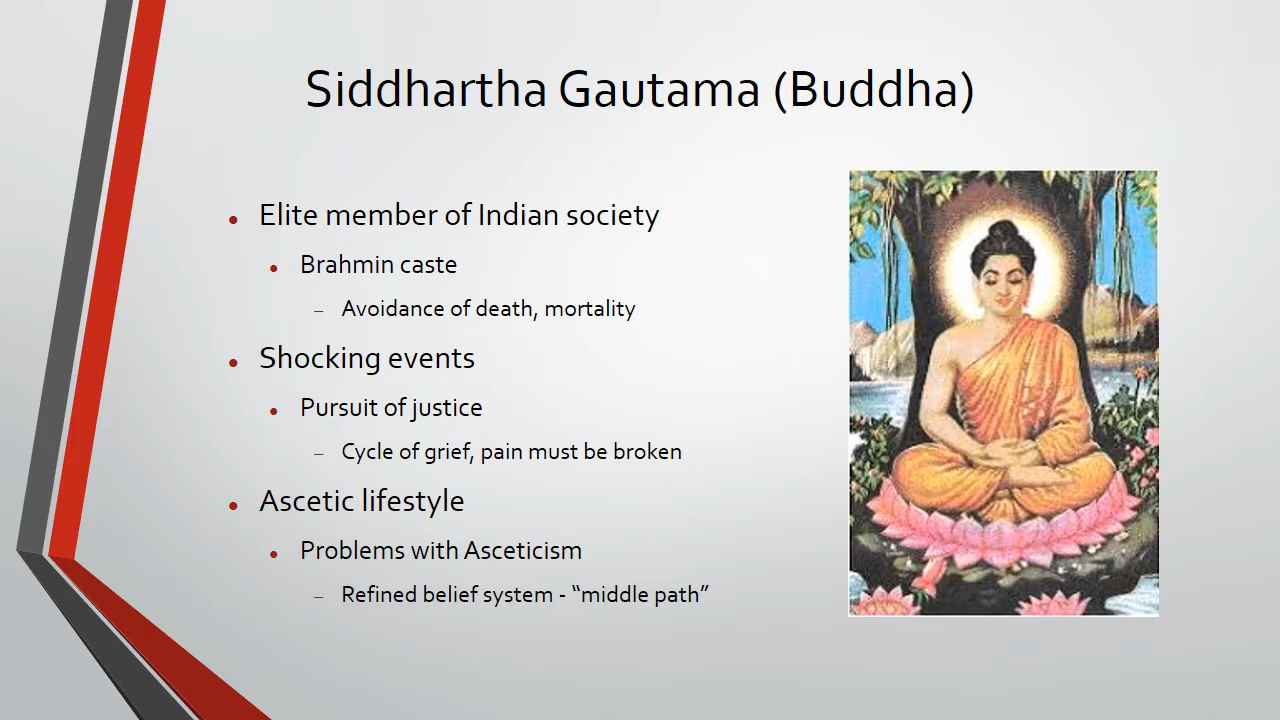 Siddhartha Gautama (Buddha)
Elite member of Indian society
Brahmin caste
Avoidance of death, mortality
Shocking events
Pursuit of justice
Cycle of grief, pain must be broken
Ascetic lifestyle
Problems with Asceticism
Refined belief system - “middle path”